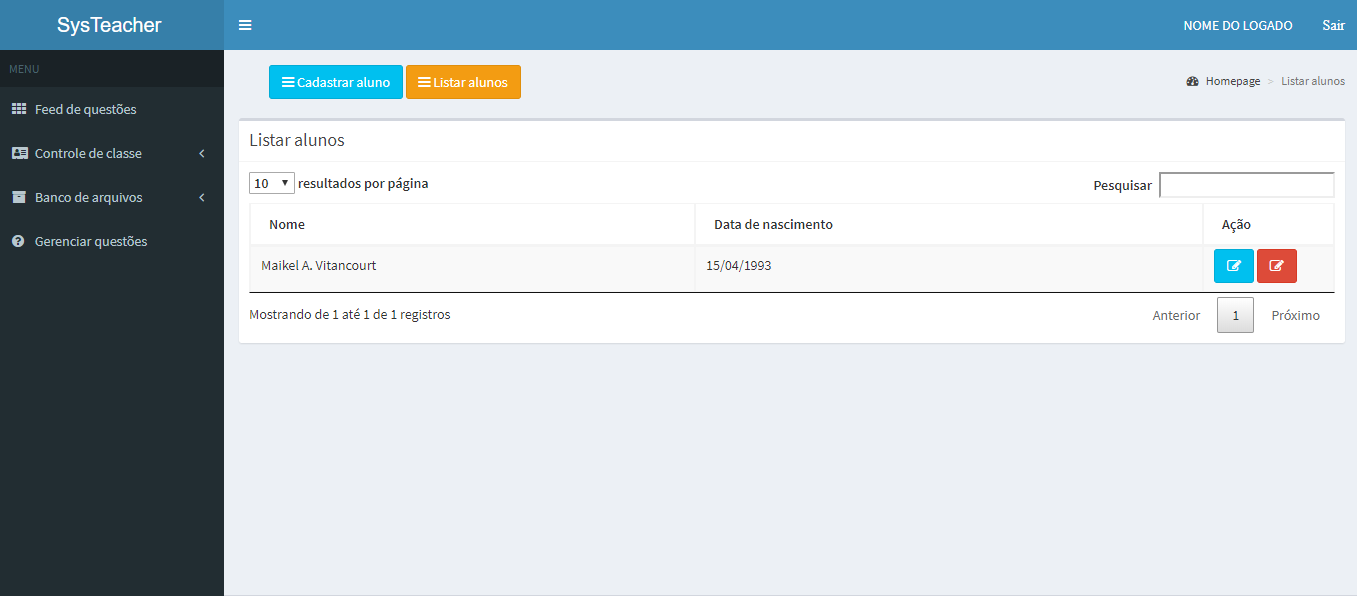 SysTeacher
NOME DO LOGADO Sair
MENU
Feed de questões
Controle de classe
Banco de arquivos
Gerenciar questões
Cadastrar aluno Listar alunos
Homepage > Listar alunos
Listar alunos
10 resultados por página
Pesquisar
Nome Data de nascimento Ação
Maikel A. Vitancourt 15/04/1993
Mostrando de 1 até 1 de 1 registros
Anterior 1 Próximo